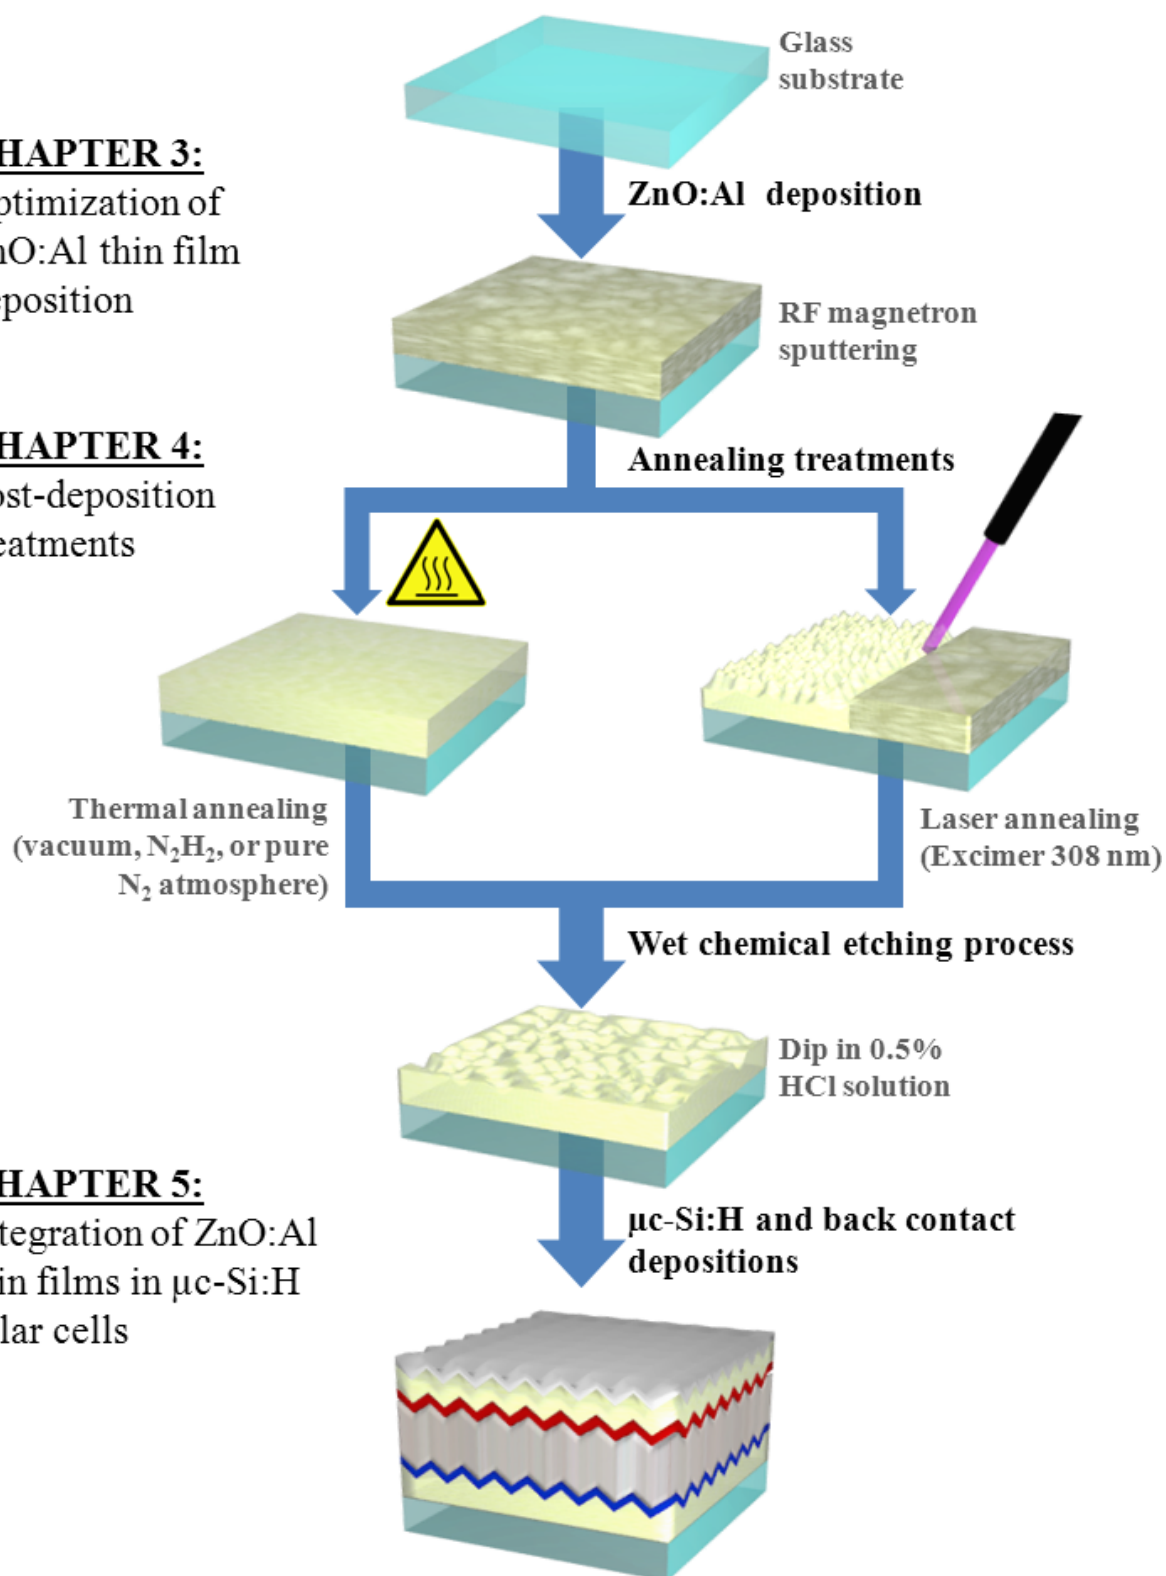 Glass
substrate
HAPTER 3:
ptimization of
nO:Al thin film
eposition
ZnO:Al deposition
RF magnetron
sputtering
HAPTER 4:
ost-deposition
eatments
Annealing treatments
Thermal annealing
(vacuum, N₂H₂, or pure
N₂ atmosphere)
Laser annealing
(Excimer 308 nm)
Wet chemical etching process
Dip in 0.5%
HCl solution
HAPTER 5:
tegration of ZnO:Al
in films in µc-Si:H
lar cells
µc-Si:H and back contact
depositions